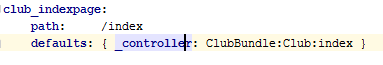 club_indexpage:
    path:     /index
    defaults: { _controller: ClubBundle:Club:index }